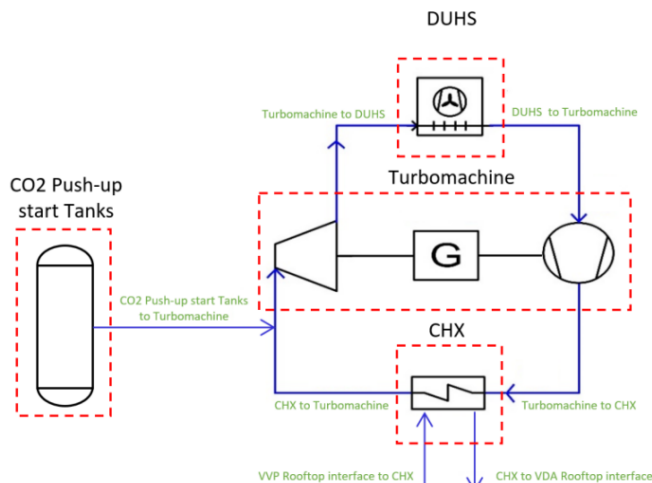 DUHS
Turbomachine to DUHS
DUHS to Turbomachine
Turbomachine
CO2 Push-up
start Tanks
G
CO2 Push-up start Tanks
to Turbomachine
CHX
CHX to Turbomachine
Turbomachine to CHX
VVP Rooftop interface to CHX
CHX to VDA Rooftop interface